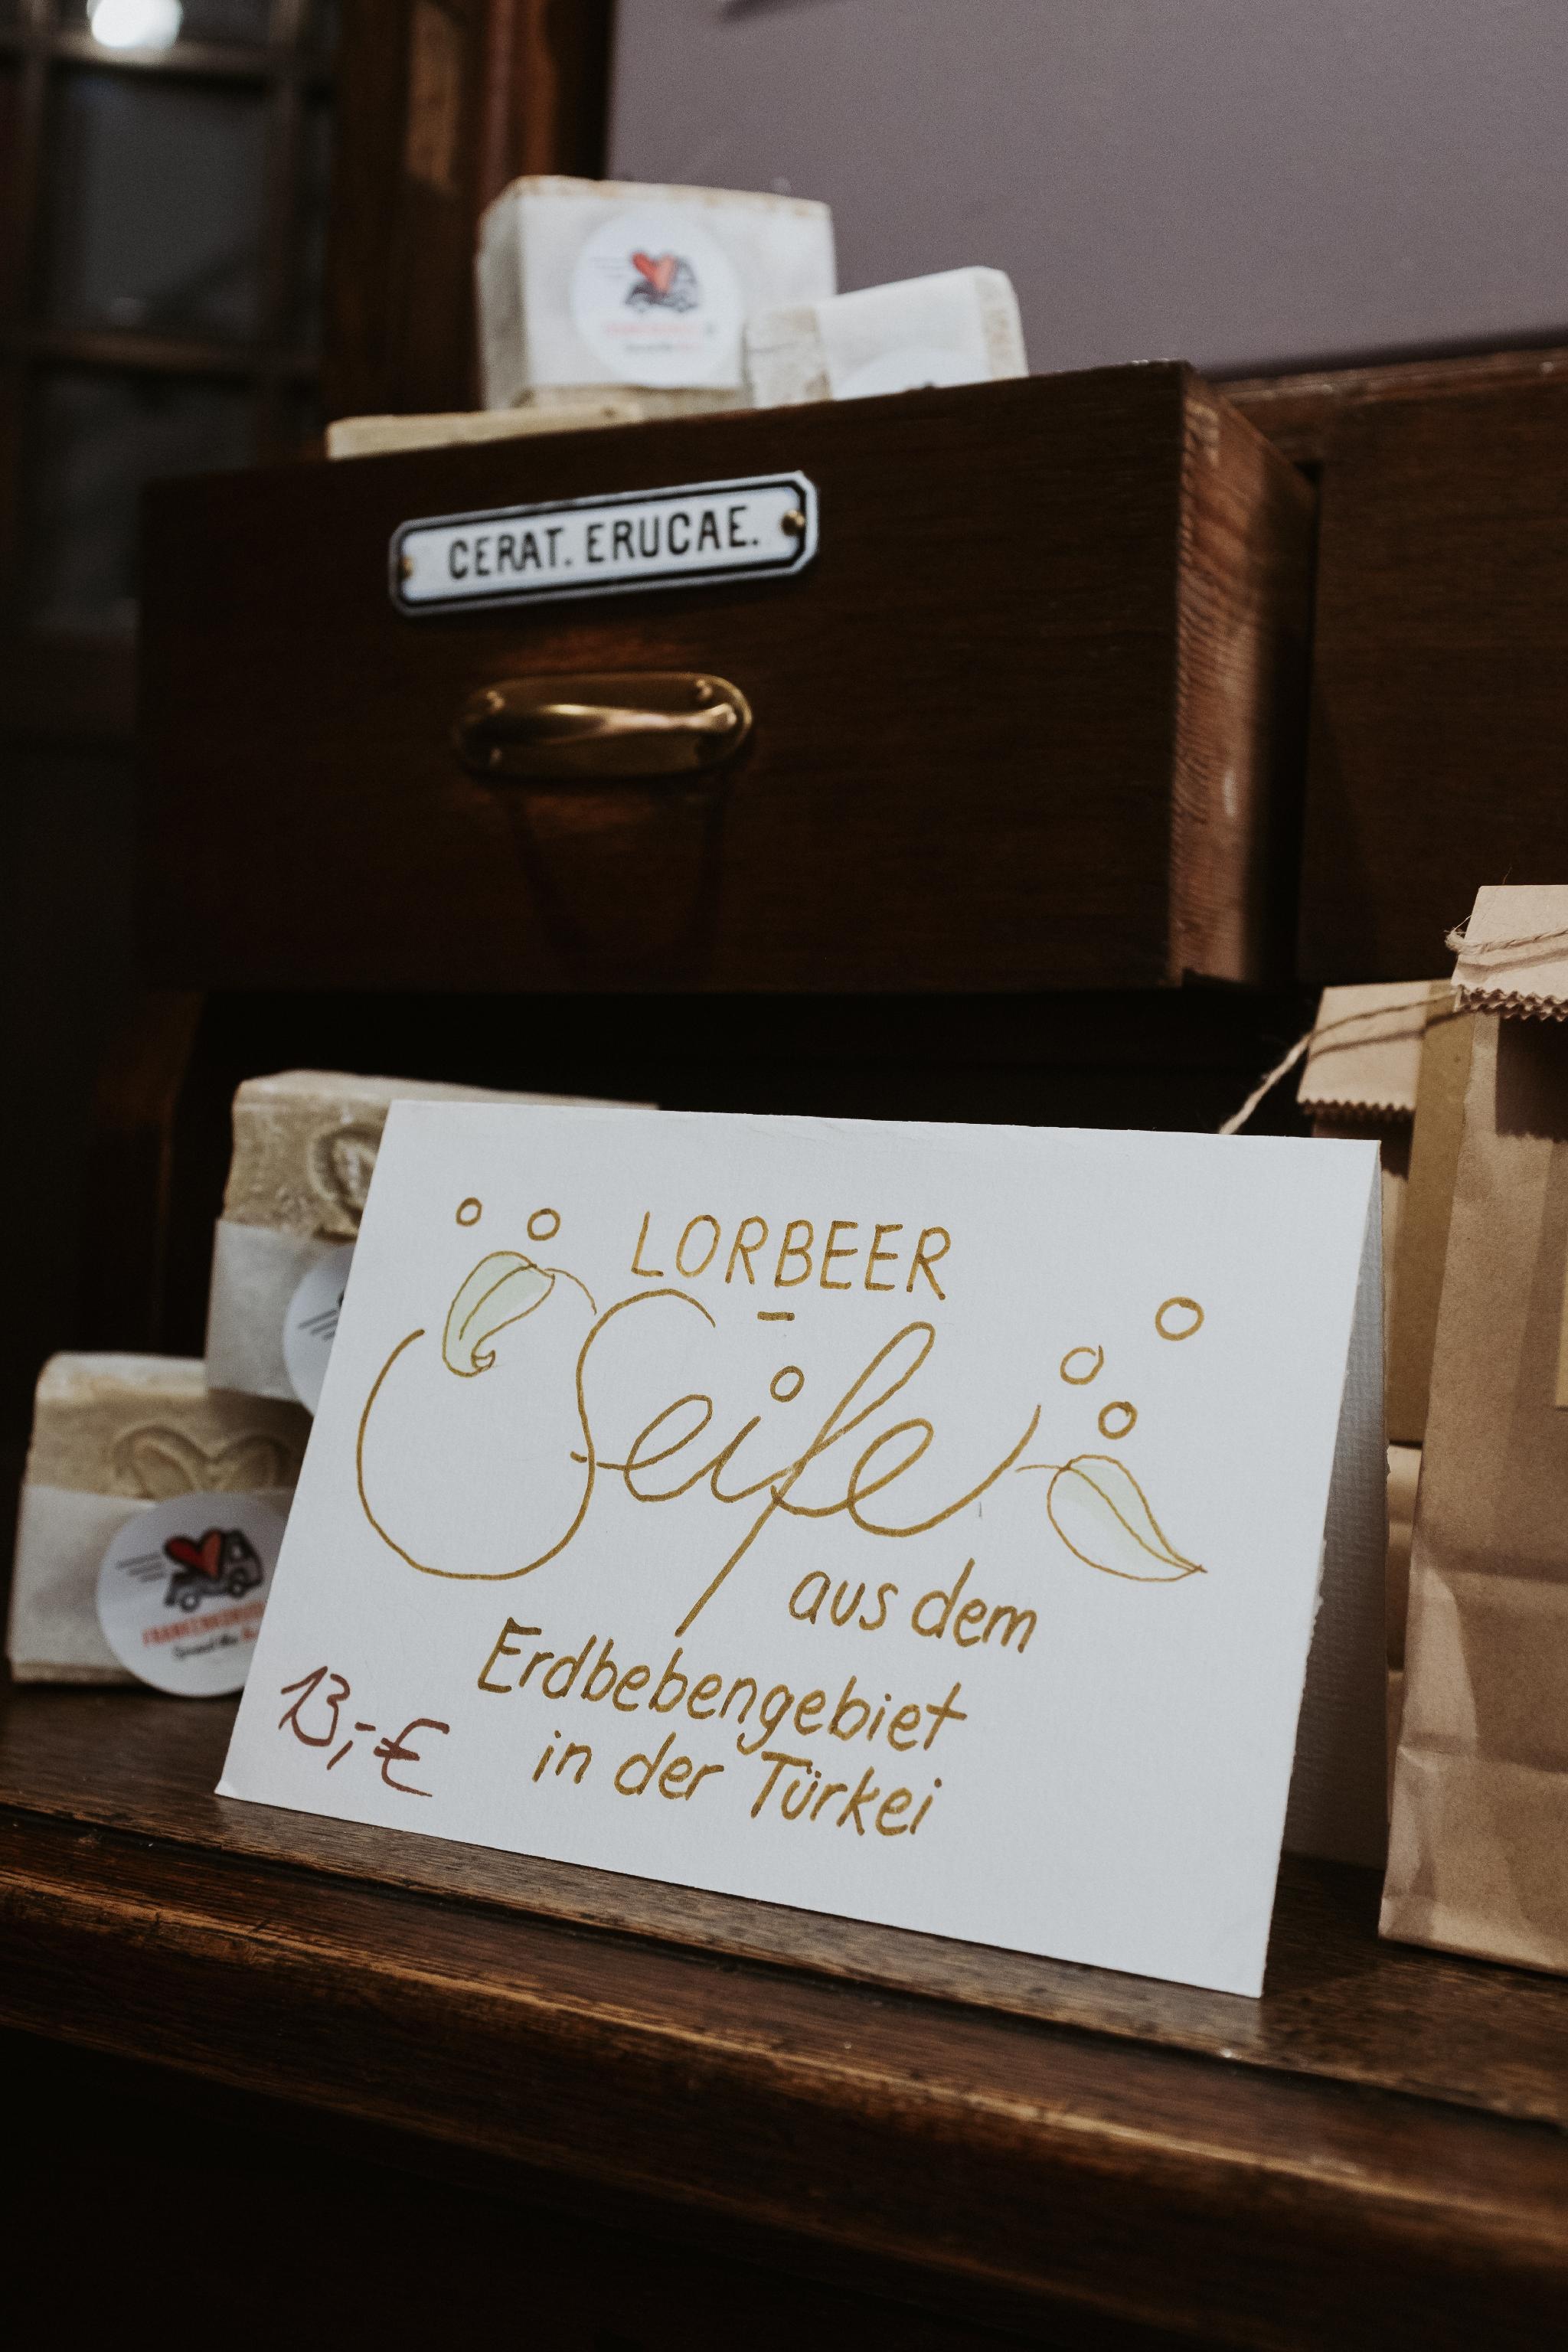 CERAT. ERUCAE.
LORBEER
-
Seife
aus dem
Erdbebengebiet
in der Türkei
13,-€